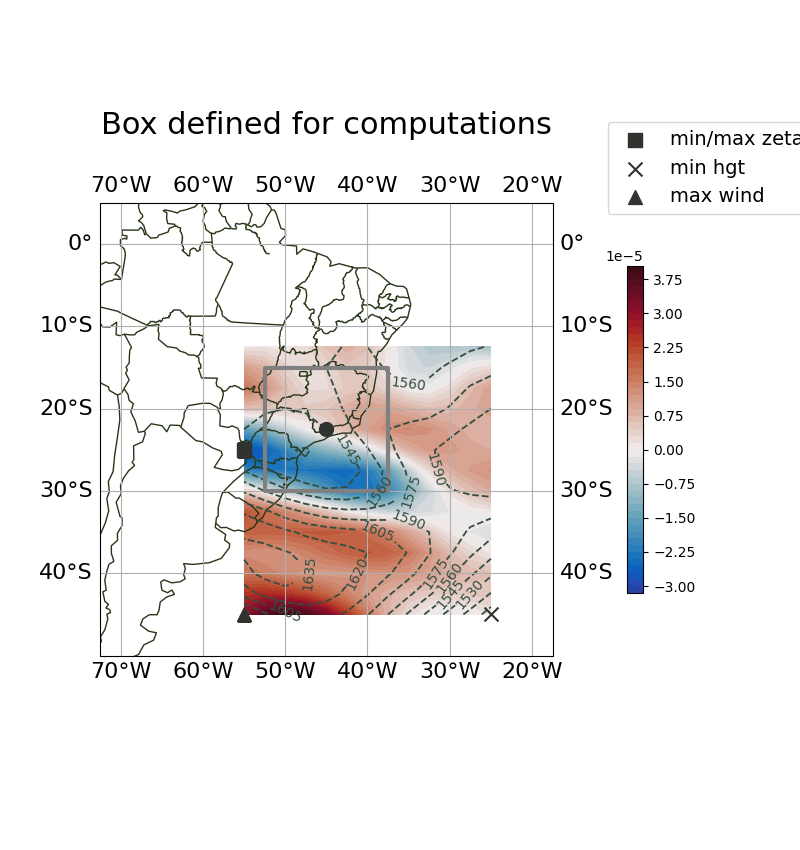 Box defined for computations
min/max zeta
min hgt
max wind
70°W 60°W 50°W 40°W 30°W 20°W
0° 0°
10°S 10°S
20°S 20°S
30°S 30°S
40°S 40°S
70°W 60°W 50°W 40°W 30°W 20°W
1e−5
3.75
3.00
2.25
1.50
0.75
0.00
−0.75
−1.50
−2.25
−3.00
1560
1545
1590
1560
1575
1590
1605
1635
1620
1575
1560
1545
1530
1605